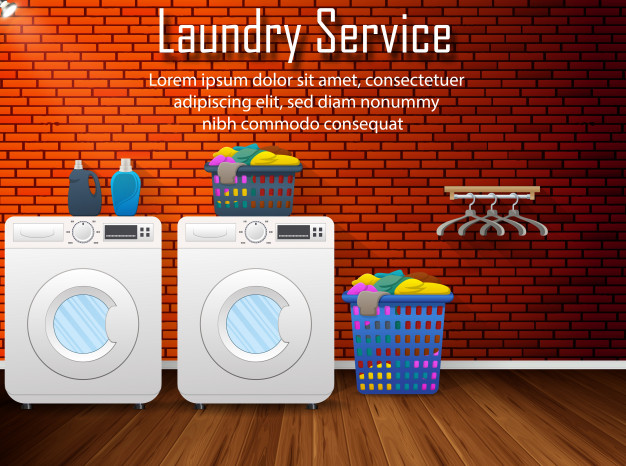 Laundry Service
Lorem ipsum dolor sit amet, consectetuer
adipiscing elit, sed diam nonummy
nibh commodo consequat